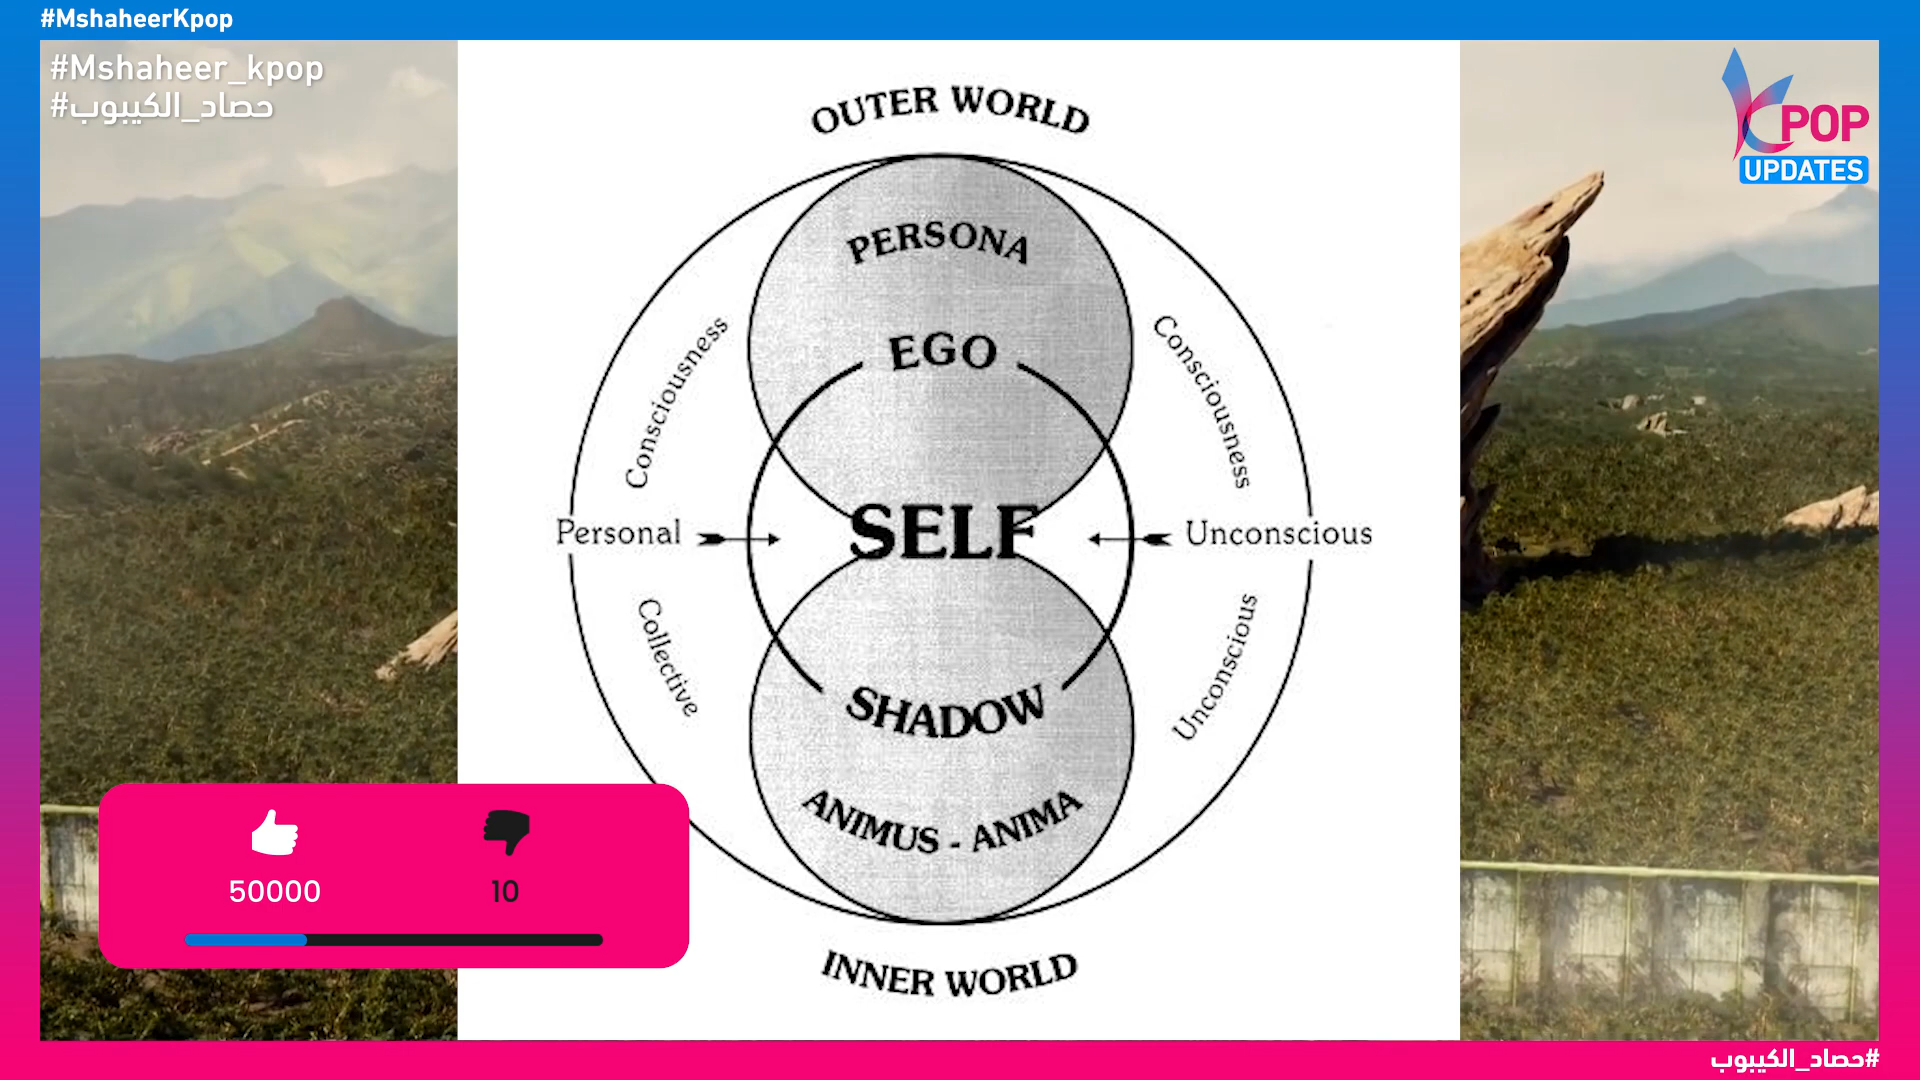 #MshaheerKpop
#Mshaheer_kpop
#حصاد_الكيبوب
KPOP
UPDATES
OUTER WORLD
PERSONA
EGO
Consciousness
Consciousness
SELF
Personal
Unconscious
Collective
Unconscious
SHADOW
ANIMUS - ANIMA
INNER WORLD
50000
10
#حصاد_الكيبوب